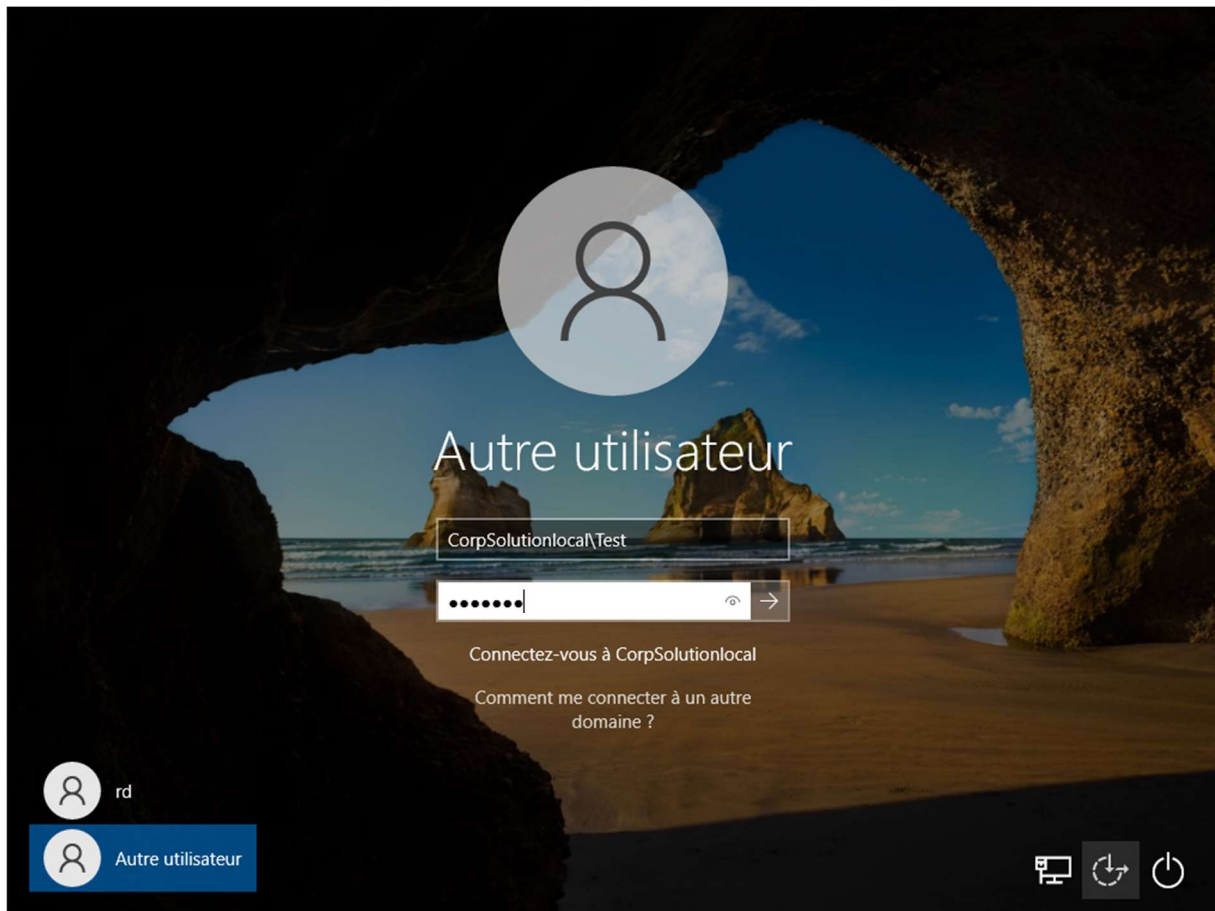 Autre utilisateur
CorpSolutionlocal\Test
•••••••
Connectez-vous à CorpSolutionlocal
Comment me connecter à un autre
domaine ?
rd
Autre utilisateur